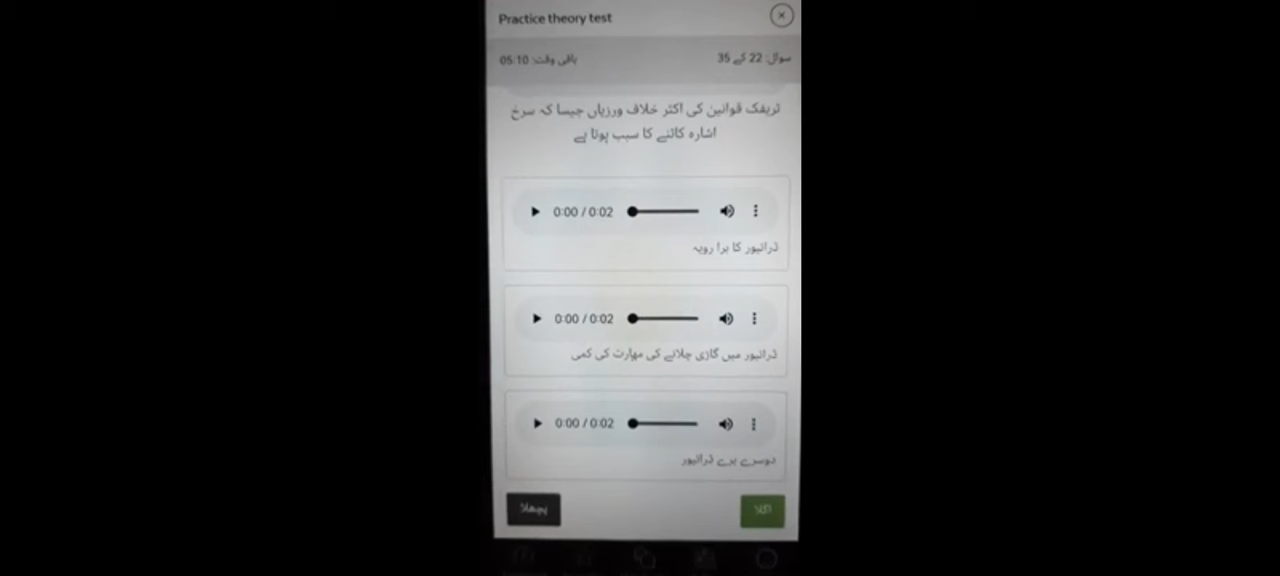 Practice theory test
سوال: 22 کے 35
باقی وقت: 05:10
ٹریفک قوانین کی اکثر خلاف ورزیاں جیسا کہ سرخ
اشارہ کاٹنے کا سبب ہوتا ہے
0:00 / 0:02
ڈرائیور کا برا رویہ
0:00 / 0:02
ڈرائیور میں گاڑی چلانے کی مہارت کی کمی
0:00 / 0:02
دوسرے برے ڈرائیور
پچھلا
اگلا